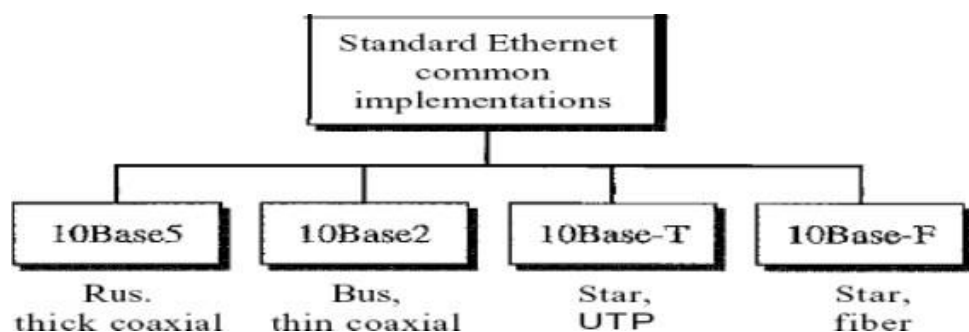 Standard Ethernet
common
implementations
10Base5
10Base2
10Base-T
10Base-F
Rus.
thick coaxial
Bus,
thin coaxial
Star,
UTP
Star,
fiber